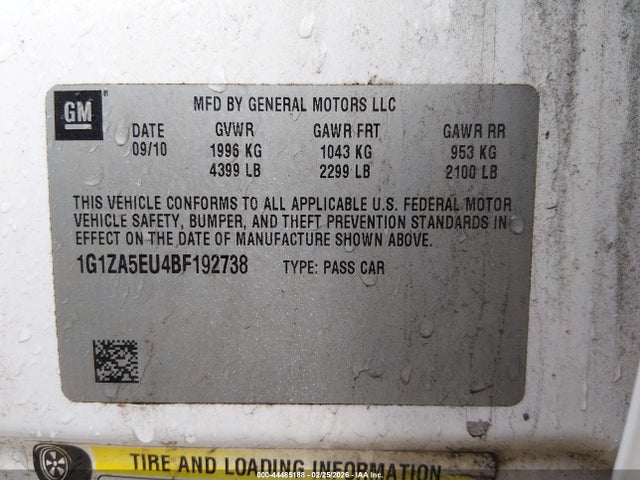 GM
MFD BY GENERAL MOTORS LLC
DATE GVWR GAWR FRT GAWR RR
09/10 1996 KG 1043 KG 953 KG
4399 LB 2299 LB 2100 LB
THIS VEHICLE CONFORMS TO ALL APPLICABLE U.S. FEDERAL MOTOR
VEHICLE SAFETY, BUMPER, AND THEFT PREVENTION STANDARDS IN
EFFECT ON THE DATE OF MANUFACTURE SHOWN ABOVE.
1G1ZA5EU4BF192738 TYPE: PASS CAR
TIRE AND LOADING INFORMATION
000-44485188 - 02/25/2026 - IAA, Inc.